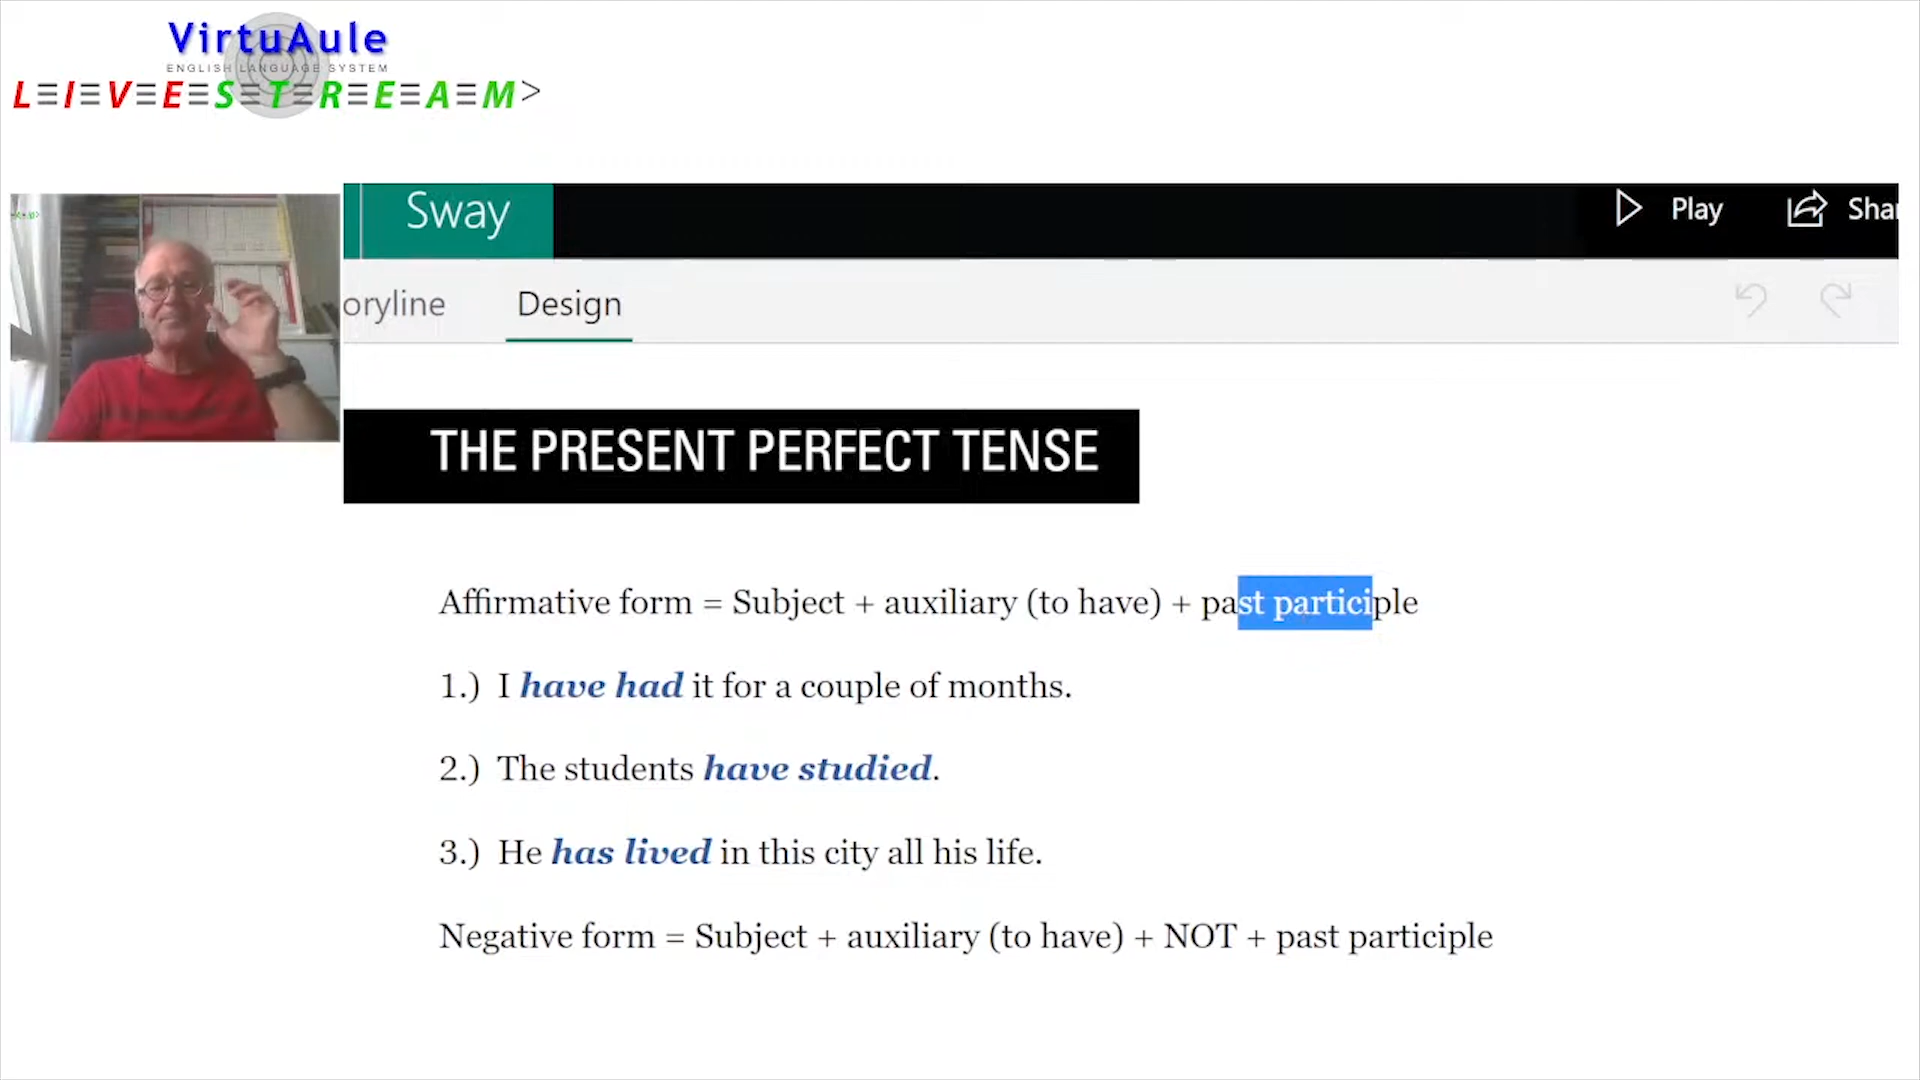 VirtuAule
ENGLISH LANGUAGE SYSTEM
L≡I≡V≡E≡S≡T≡R≡E≡A≡M>
Sway
Play
Shar
oryline
Design
THE PRESENT PERFECT TENSE
Affirmative form = Subject + auxiliary (to have) + past participle
1.) I have had it for a couple of months.
2.) The students have studied.
3.) He has lived in this city all his life.
Negative form = Subject + auxiliary (to have) + NOT + past participle